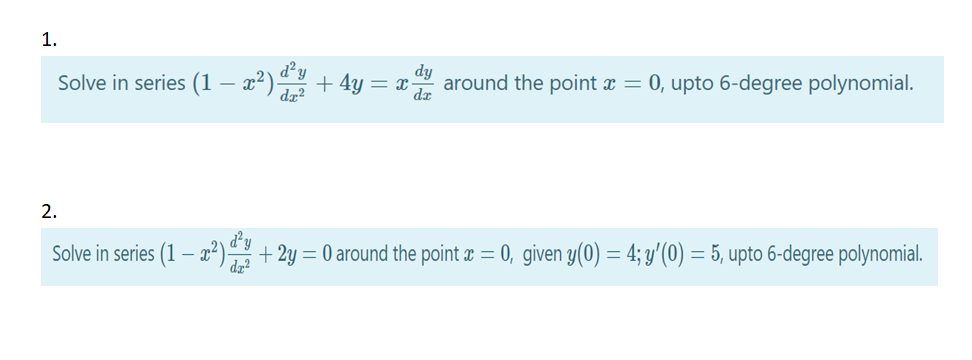 1.
Solve in series $(1 - x^2)\frac{d^2y}{dx^2} + 4y = x\frac{dy}{dx}$ around the point $x = 0$, upto 6-degree polynomial.
2.
Solve in series $(1 - x^2)\frac{d^2y}{dx^2} + 2y = 0$ around the point $x = 0$, given $y(0) = 4; y'(0) = 5$, upto 6-degree polynomial.